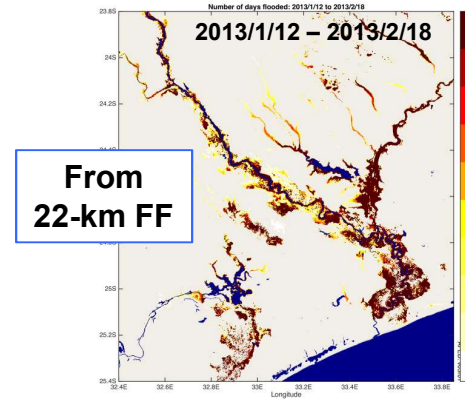 Number of days flooded: 2013/1/12 to 2013/2/18
2013/1/12 – 2013/2/18
From
22-km FF
23.8S
24S
24.2S
25S
25.2S
25.4S
32.4E 32.6E 32.8E 33E 33.2E 33.4E 33.6E 33.8E
Longitude